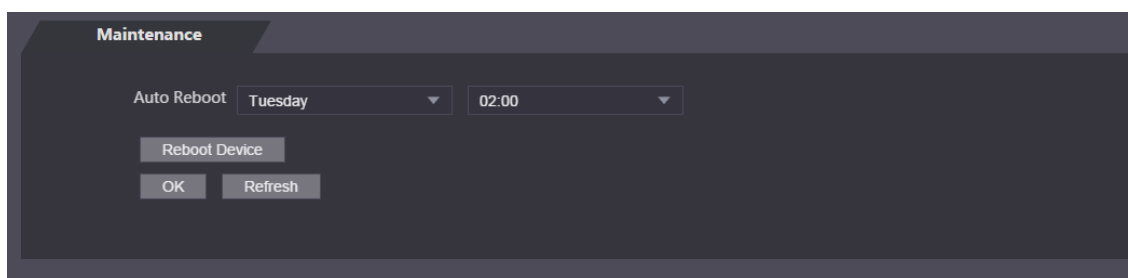 Maintenance
Auto Reboot Tuesday 02:00
Reboot Device
OK Refresh